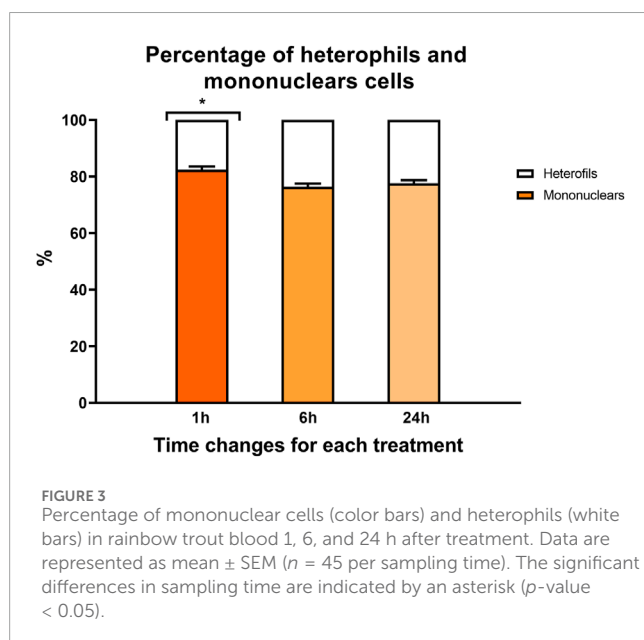 Percentage of heterophils and
mononuclears cells
*
100
80
60
40
20
0
%
Heterofils
Mononuclears
1h
6h
24h
Time changes for each treatment
FIGURE 3
Percentage of mononuclear cells (color bars) and heterophils (white
bars) in rainbow trout blood 1, 6, and 24 h after treatment. Data are
represented as mean ± SEM (n = 45 per sampling time). The significant
differences in sampling time are indicated by an asterisk (p-value
< 0.05).